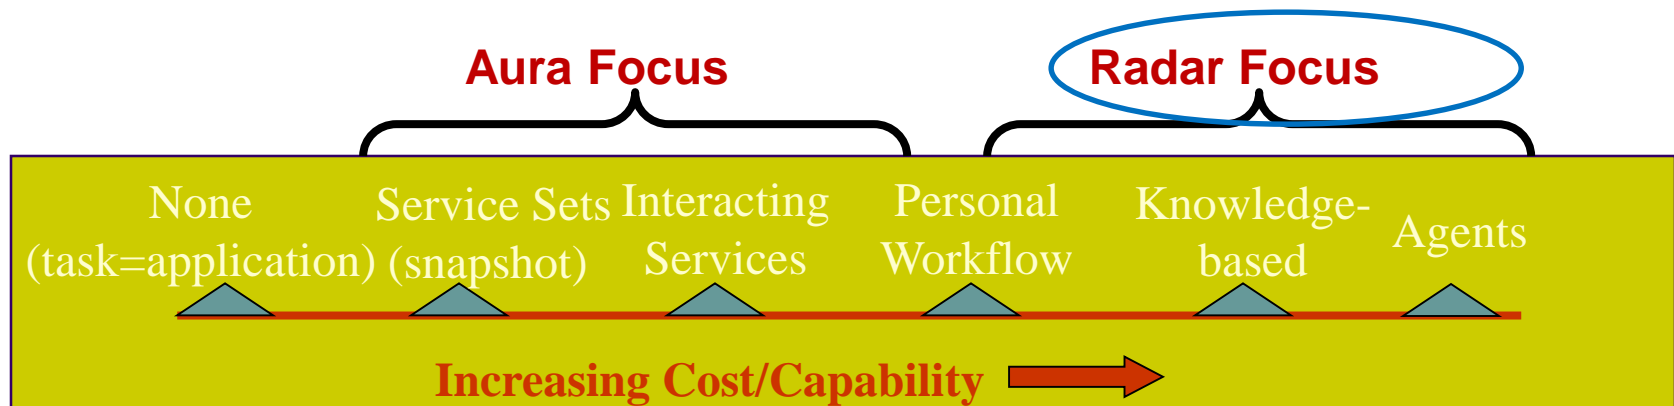 Aura Focus
Radar Focus
None
(task=application)
Service Sets
(snapshot)
Interacting
Services
Personal
Workflow
Knowledge-
based
Agents
Increasing Cost/Capability